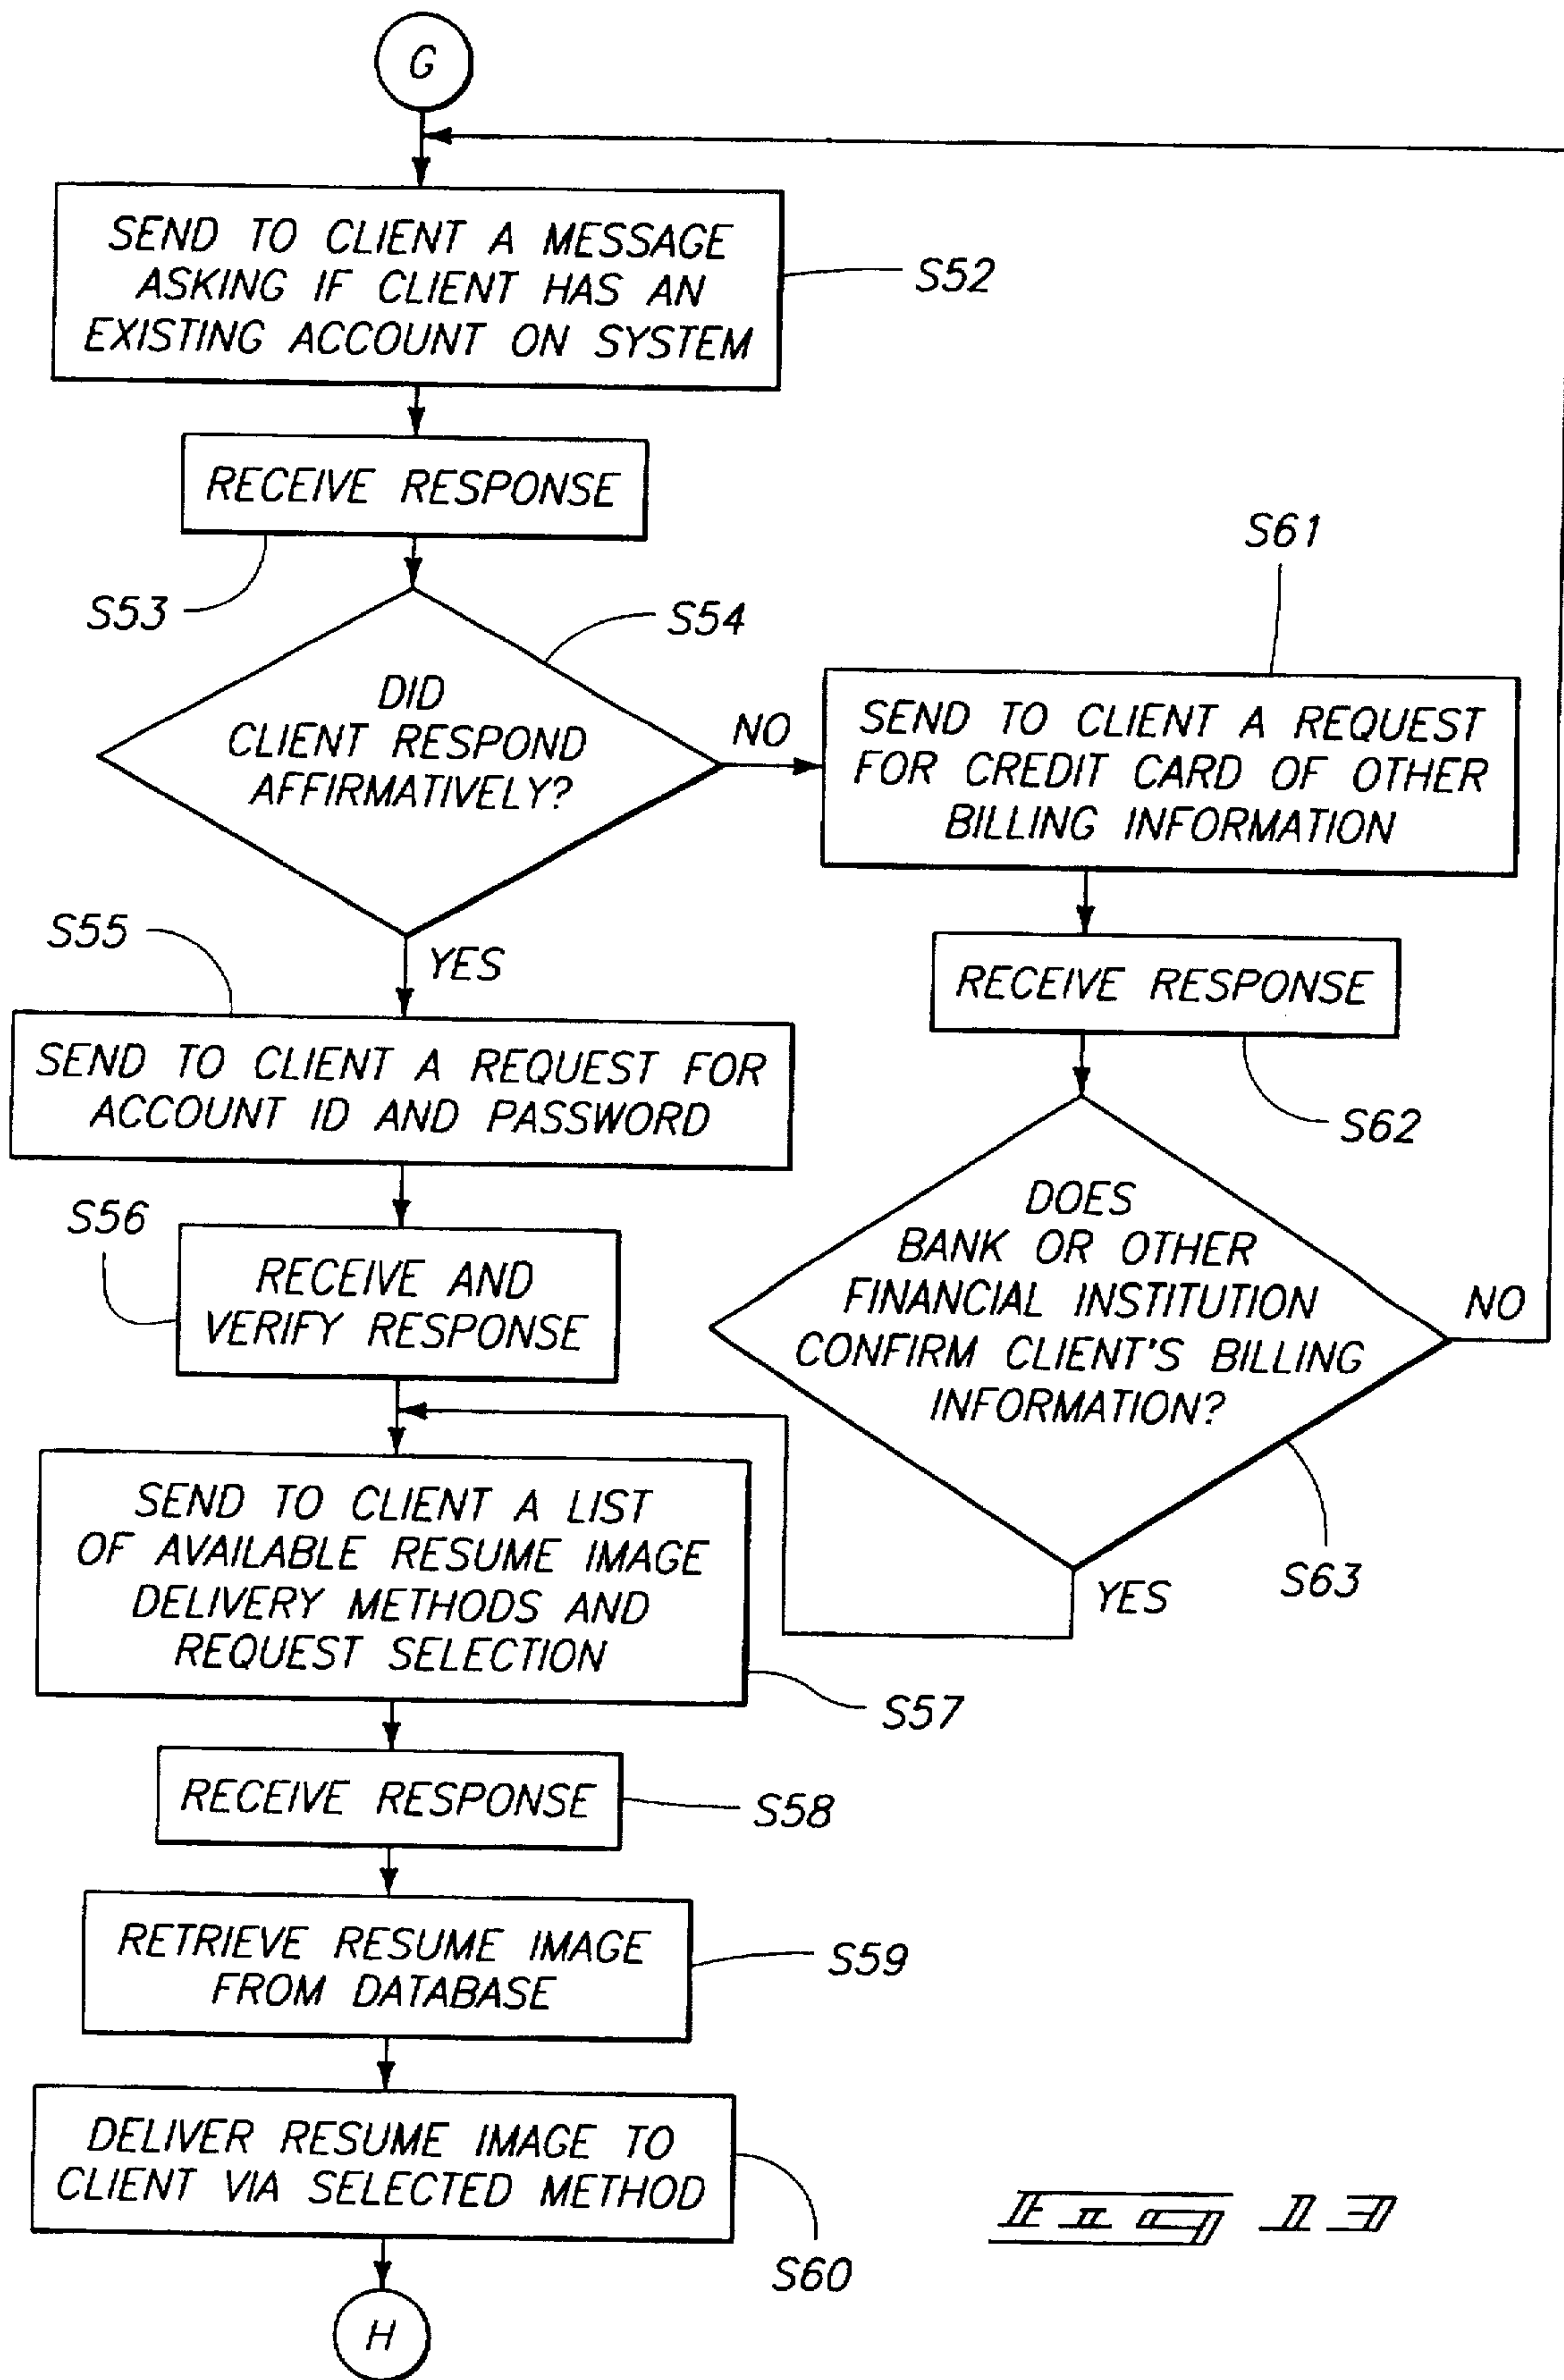 G
SEND TO CLIENT A MESSAGE
ASKING IF CLIENT HAS AN
EXISTING ACCOUNT ON SYSTEM
S52
RECEIVE RESPONSE
S53
S54
DID
CLIENT RESPOND
AFFIRMATIVELY?
NO
S61
SEND TO CLIENT A REQUEST
FOR CREDIT CARD OF OTHER
BILLING INFORMATION
YES
S55
SEND TO CLIENT A REQUEST FOR
ACCOUNT ID AND PASSWORD
RECEIVE RESPONSE
S62
S56
RECEIVE AND
VERIFY RESPONSE
DOES
BANK OR OTHER
FINANCIAL INSTITUTION
CONFIRM CLIENT'S BILLING
INFORMATION?
NO
YES
S63
SEND TO CLIENT A LIST
OF AVAILABLE RESUME IMAGE
DELIVERY METHODS AND
REQUEST SELECTION
S57
RECEIVE RESPONSE
S58
RETRIEVE RESUME IMAGE
FROM DATABASE
S59
DELIVER RESUME IMAGE TO
CLIENT VIA SELECTED METHOD
S60
H
Fig 13